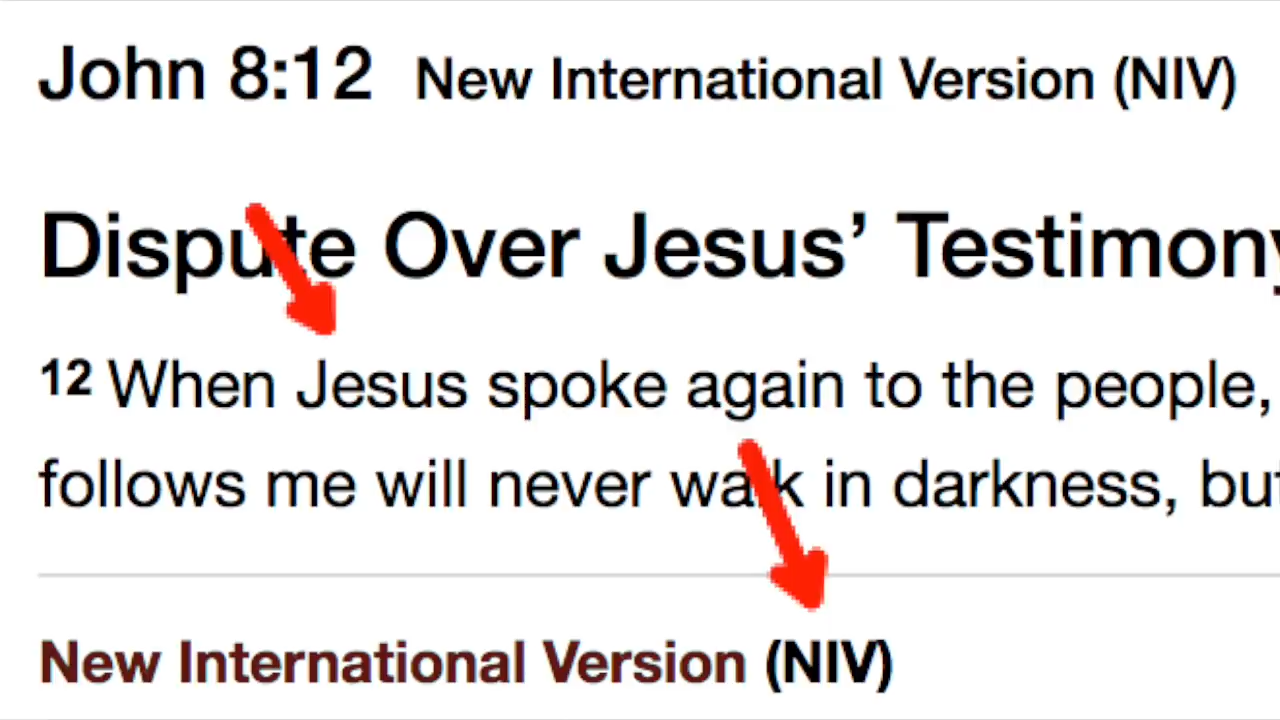 John 8:12 New International Version (NIV)
Dispute Over Jesus’ Testimony
12 When Jesus spoke again to the people,
follows me will never walk in darkness, but
New International Version (NIV)